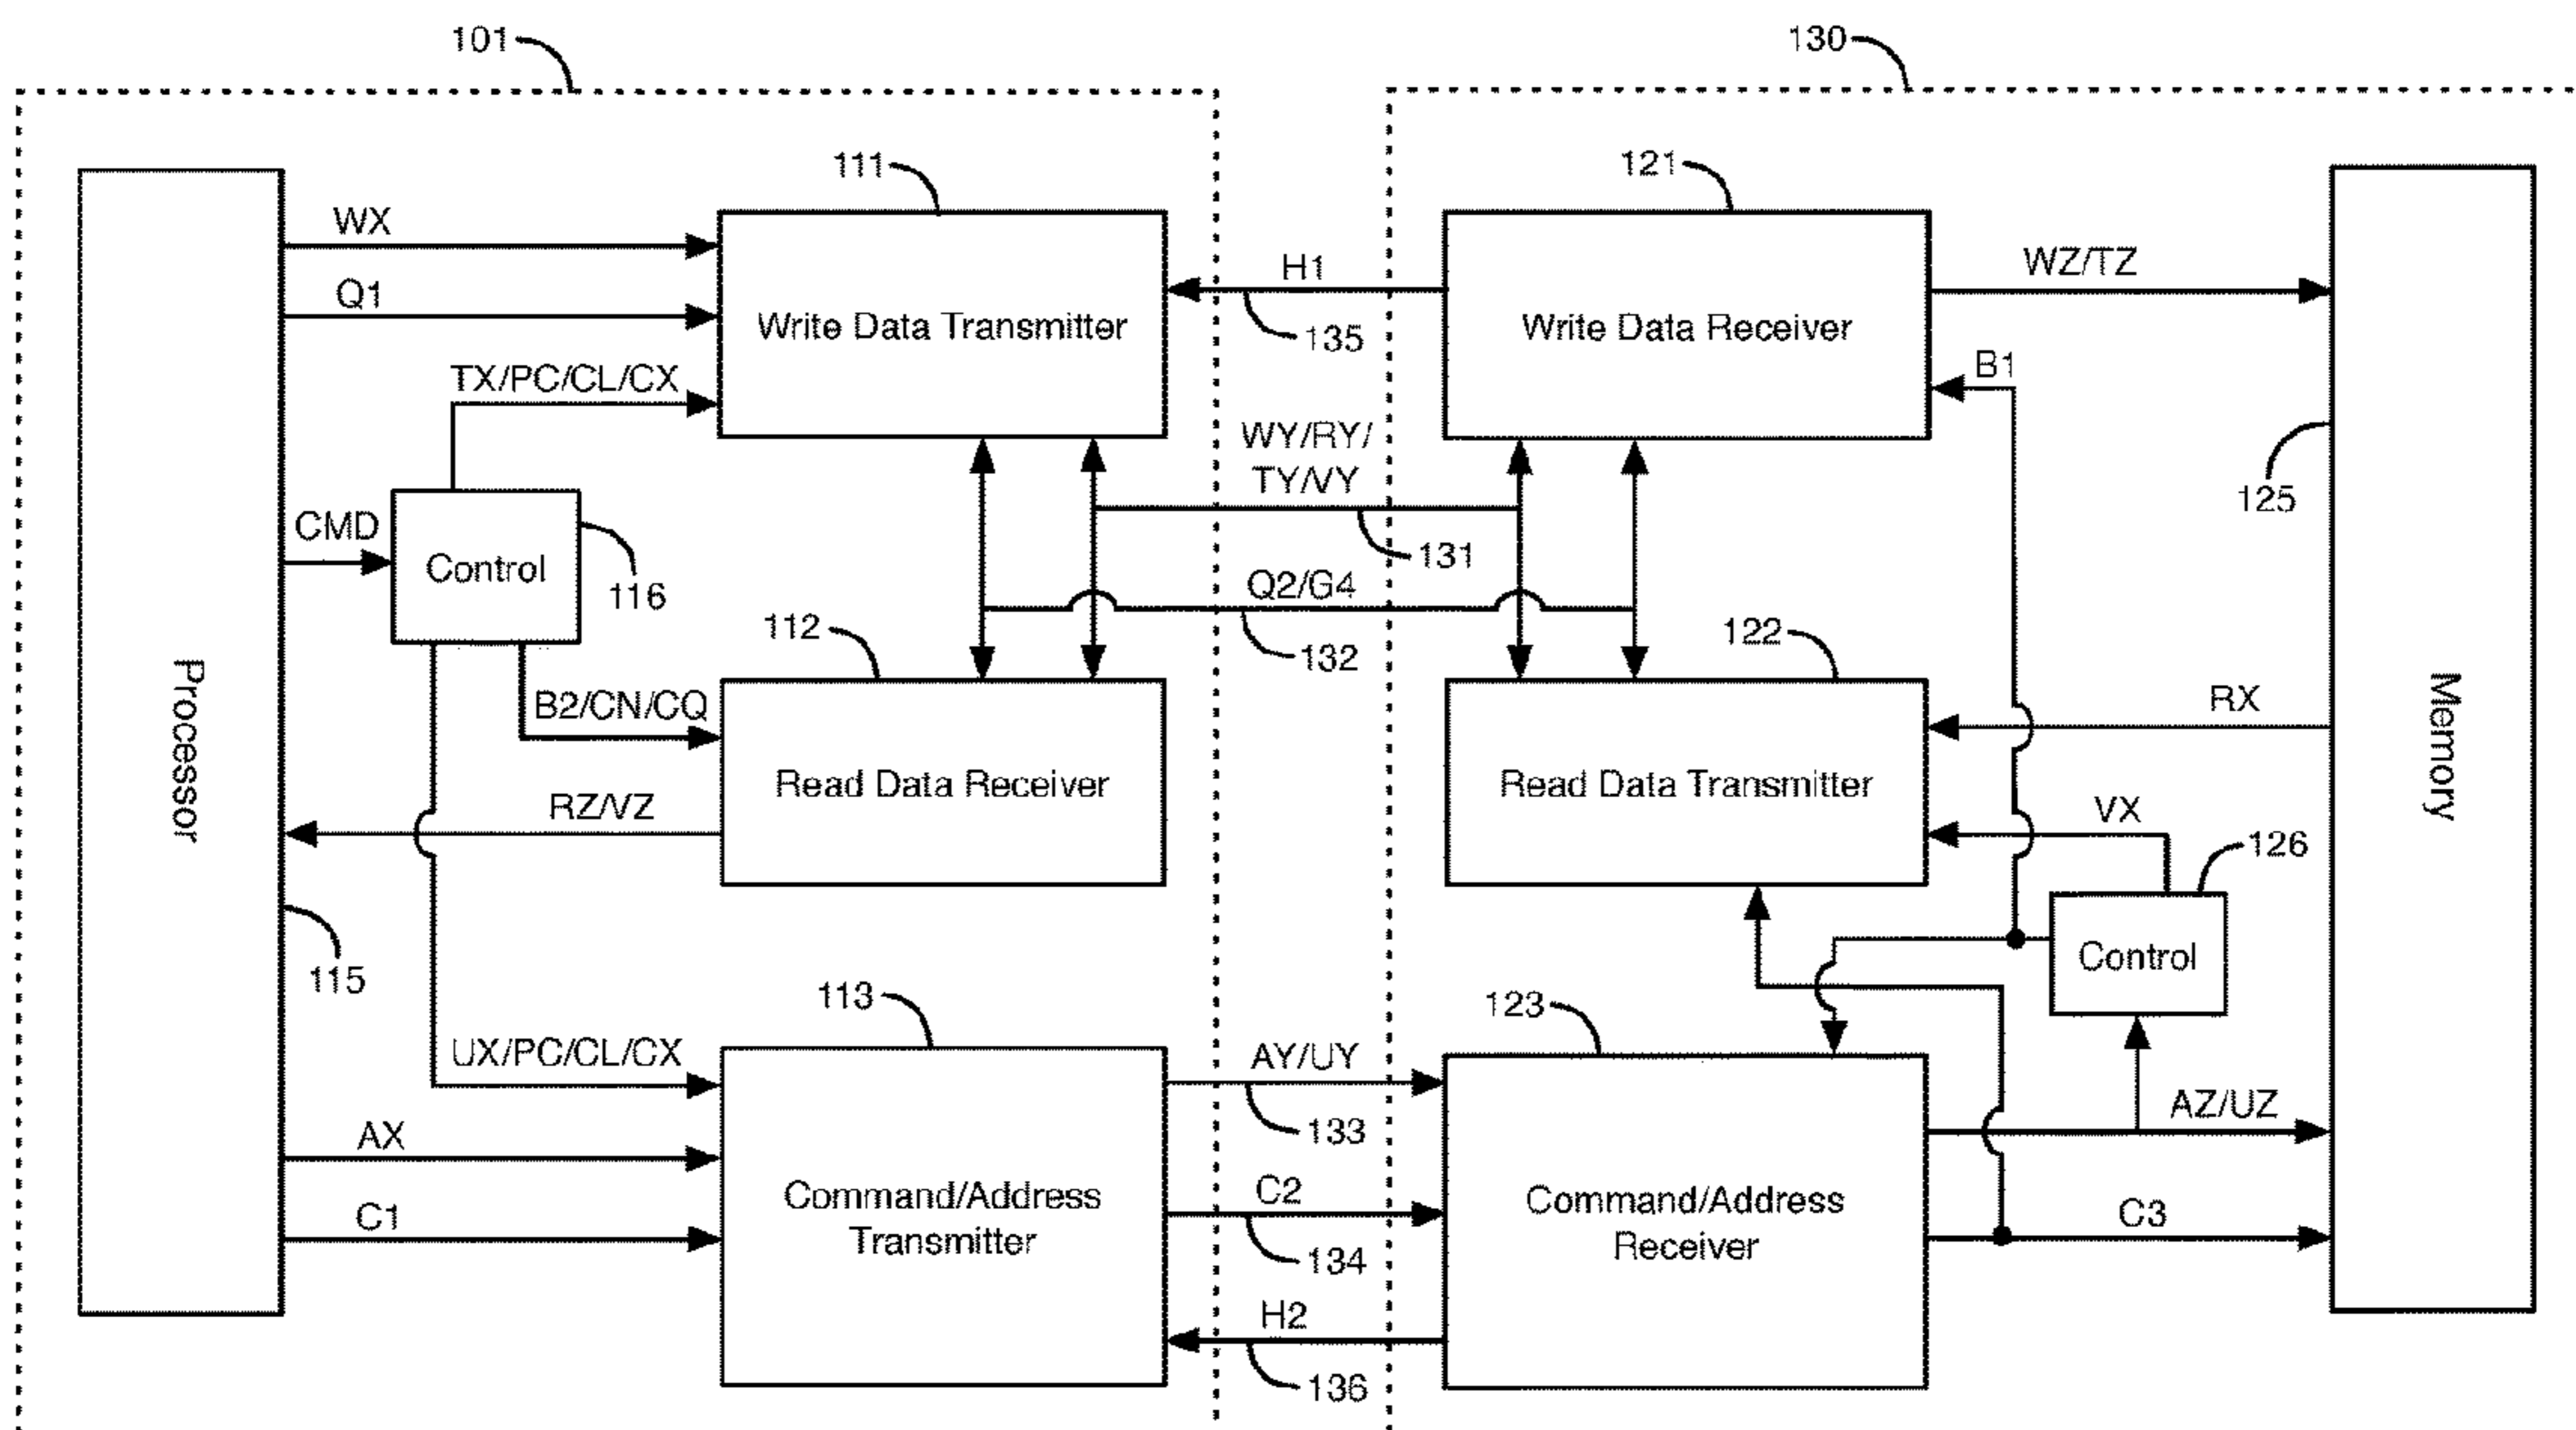 101
130
111
121
WX
Q1
H1
135
WZ/TZ
Write Data Transmitter
Write Data Receiver
TX/PC/CL/CX
B1
WY/RY/
TY/VY
125
CMD
Control
116
131
Q2/G4
132
112
122
Processor
Memory
B2/CN/CQ
RX
Read Data Receiver
Read Data Transmitter
RZ/VZ
VX
126
Control
115
113
123
UX/PC/CL/CX
AY/UY
133
AZ/UZ
AX
Command/Address
Transmitter
C2
134
Command/Address
Receiver
C1
C3
H2
136